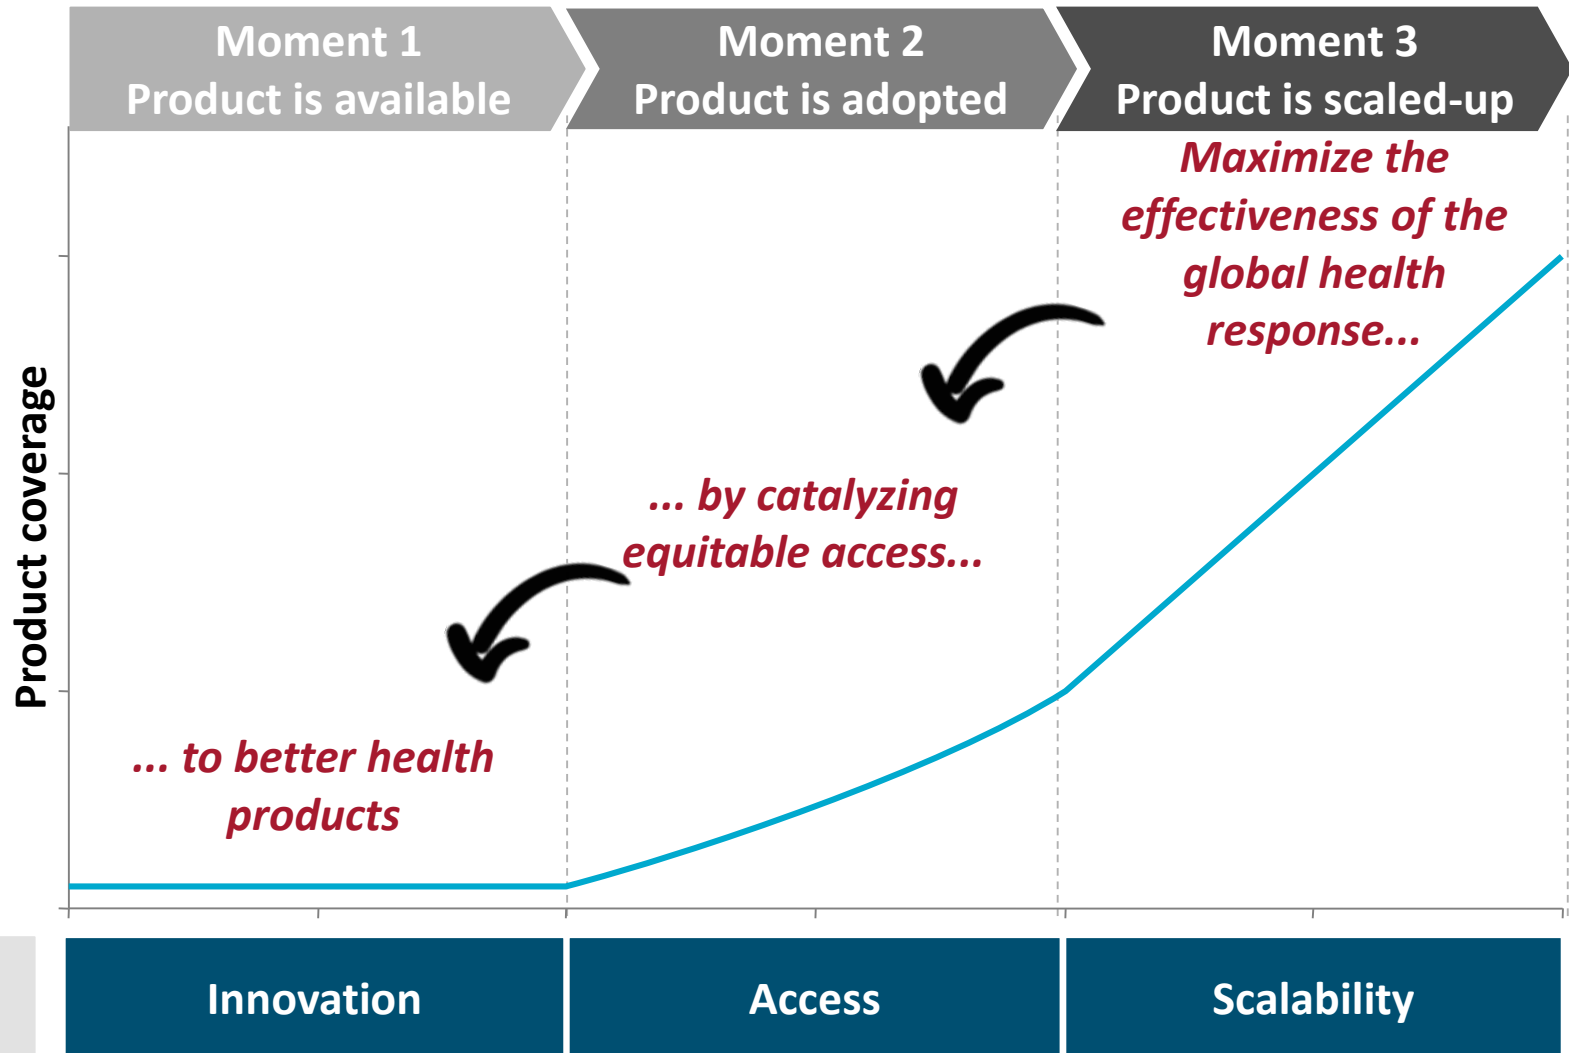 Moment 1
Product is available
Moment 2
Product is adopted
Moment 3
Product is scaled-up
Maximize the
effectiveness of the
global health
response...
... by catalyzing
equitable access...
... to better health
products
Product coverage
Innovation
Access
Scalability